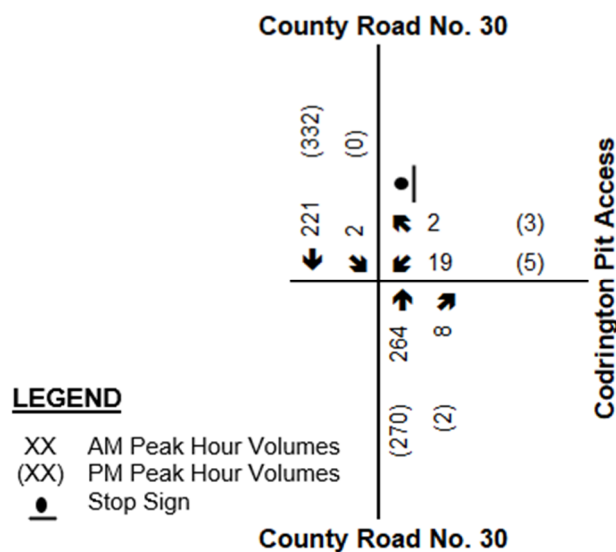 County Road No. 30
(332) (0)
221 2
2 (3)
19 (5)
Codrington Pit Access
264 8
(270) (2)
LEGEND
XX AM Peak Hour Volumes
(XX) PM Peak Hour Volumes
Stop Sign
County Road No. 30